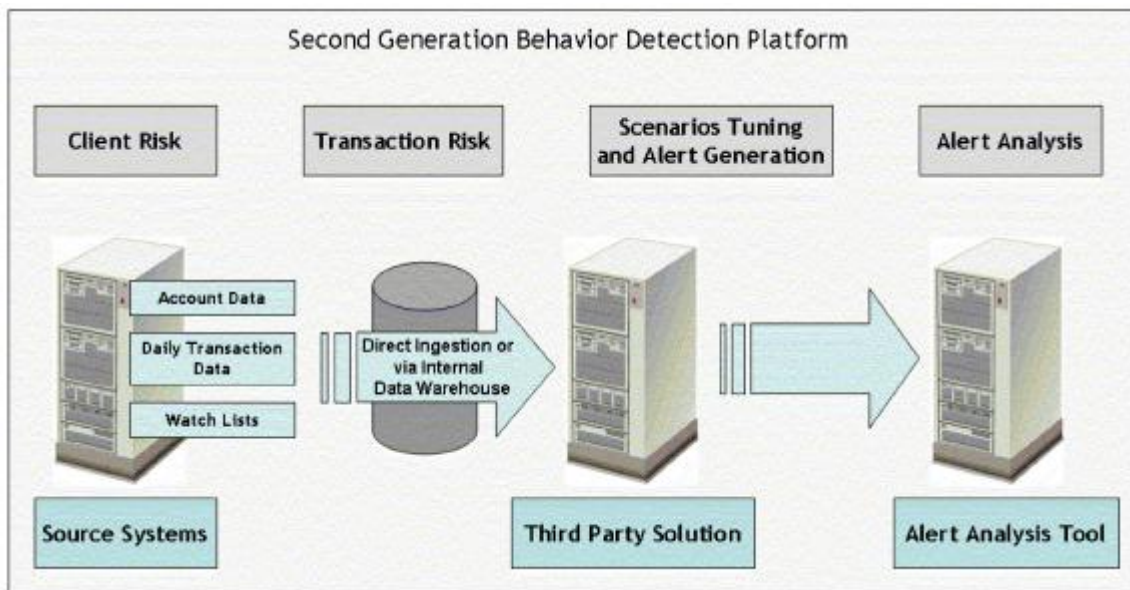 Second Generation Behavior Detection Platform
Client Risk
Transaction Risk
Scenarios Tuning
and Alert Generation
Alert Analysis
Account Data
Daily Transaction
Data
Watch Lists
Direct Ingestion or
via Internal
Data Warehouse
Source Systems
Third Party Solution
Alert Analysis Tool